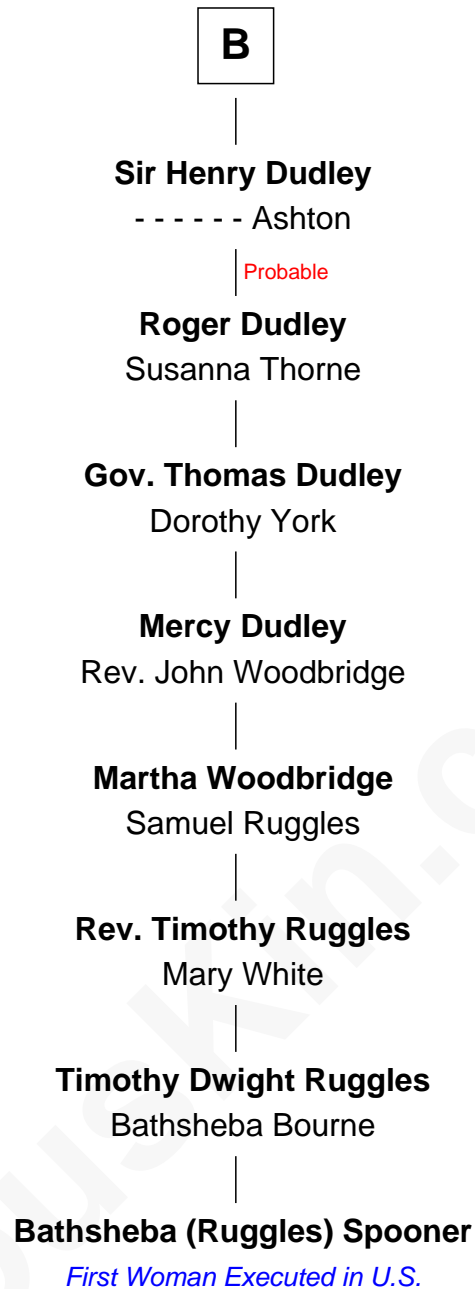 B
Sir Henry Dudley
- - - - - - Ashton
Probable
Roger Dudley
Susanna Thorne
Gov. Thomas Dudley
Dorothy York
Mercy Dudley
Rev. John Woodbridge
Martha Woodbridge
Samuel Ruggles
Rev. Timothy Ruggles
Mary White
Timothy Dwight Ruggles
Bathsheba Bourne
Bathsheba (Ruggles) Spooner
First Woman Executed in U.S.